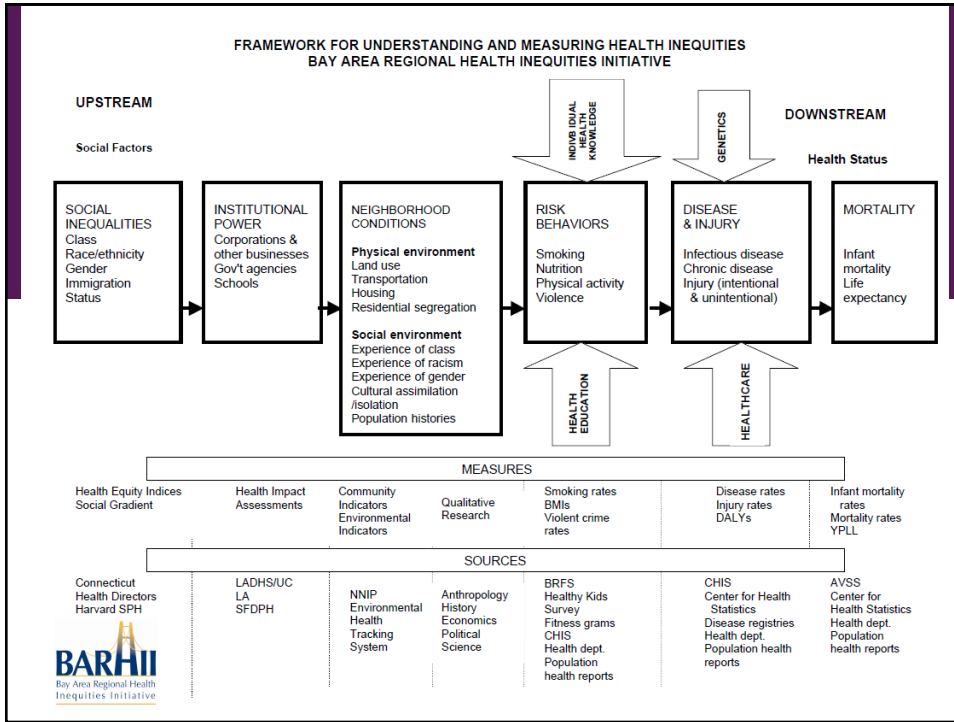 FRAMEWORK FOR UNDERSTANDING AND MEASURING HEALTH INEQUITIES
BAY AREA REGIONAL HEALTH INEQUITIES INITIATIVE
UPSTREAM
DOWNSTREAM
Social Factors
Health Status
INDIVB IDUAL
HEALTH
KNOWLEDGE
GENETICS
SOCIAL
INEQUALITIES
Class
Race/ethnicity
Gender
Immigration
Status
INSTITUTIONAL
POWER
Corporations &
other businesses
Gov't agencies
Schools
NEIGHBORHOOD
CONDITIONS
Physical environment
Land use
Transportation
Housing
Residential segregation
Social environment
Experience of class
Experience of racism
Experience of gender
Cultural assimilation
/isolation
Population histories
RISK
BEHAVIORS
Smoking
Nutrition
Physical activity
Violence
DISEASE
& INJURY
Infectious disease
Chronic disease
Injury (intentional
& unintentional)
MORTALITY
Infant
mortality
Life
expectancy
HEALTH
EDUCATION
HEALTHCARE
MEASURES
Health Equity Indices
Social Gradient
Health Impact
Assessments
Community
Indicators
Environmental
Indicators
Qualitative
Research
Smoking rates
BMIs
Violent crime
rates
Disease rates
Injury rates
DALYs
Infant mortality
rates
Mortality rates
YPLL
SOURCES
Connecticut
Health Directors
Harvard SPH
LADHS/UC
LA
SFDPH
NNIP
Environmental
Health
Tracking
System
Anthropology
History
Economics
Political
Science
BRFS
Healthy Kids
Survey
Fitness grams
CHIS
Health dept.
Population
health reports
CHIS
Center for Health
Statistics
Disease registries
Health dept.
Population health
reports
AVSS
Center for
Health Statistics
Health dept.
Population
health reports
BARHII
Bay Area Regional Health
Inequities Initiative